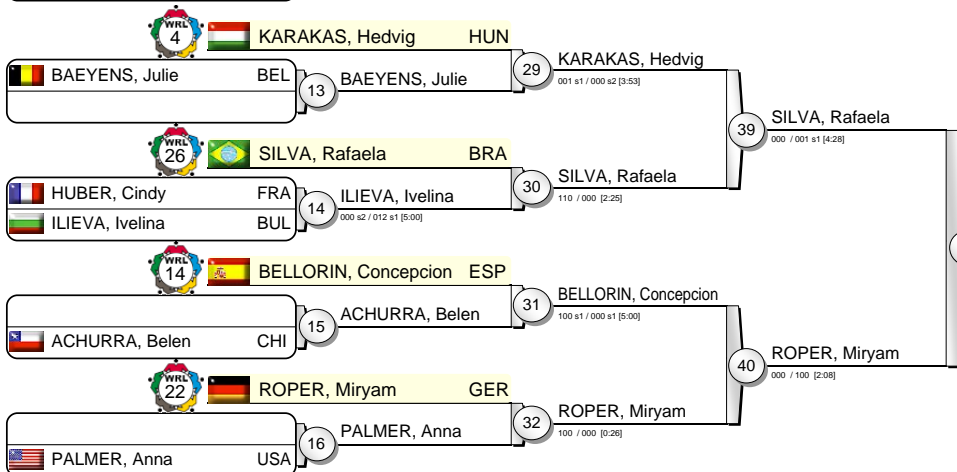 WRL
4
KARAKAS, Hedvig HUN
BAEYENS, Julie BEL
13
BAEYENS, Julie
29
KARAKAS, Hedvig
001 s1 / 000 s2 [3:53]
WRL
26
SILVA, Rafaela BRA
HUBER, Cindy FRA
ILIEVA, Ivelina BUL
14
ILIEVA, Ivelina
000 s2 / 012 s1 [5:00]
30
SILVA, Rafaela
110 / 000 [2:25]
39
SILVA, Rafaela
000 / 001 s1 [4:28]
WRL
14
BELLORIN, Concepcion ESP
ACHURRA, Belen CHI
15
ACHURRA, Belen
31
BELLORIN, Concepcion
100 s1 / 000 s1 [5:00]
WRL
22
ROPER, Miryam GER
PALMER, Anna USA
16
PALMER, Anna
32
ROPER, Miryam
100 / 000 [0:26]
40
ROPER, Miryam
000 / 100 [2:08]